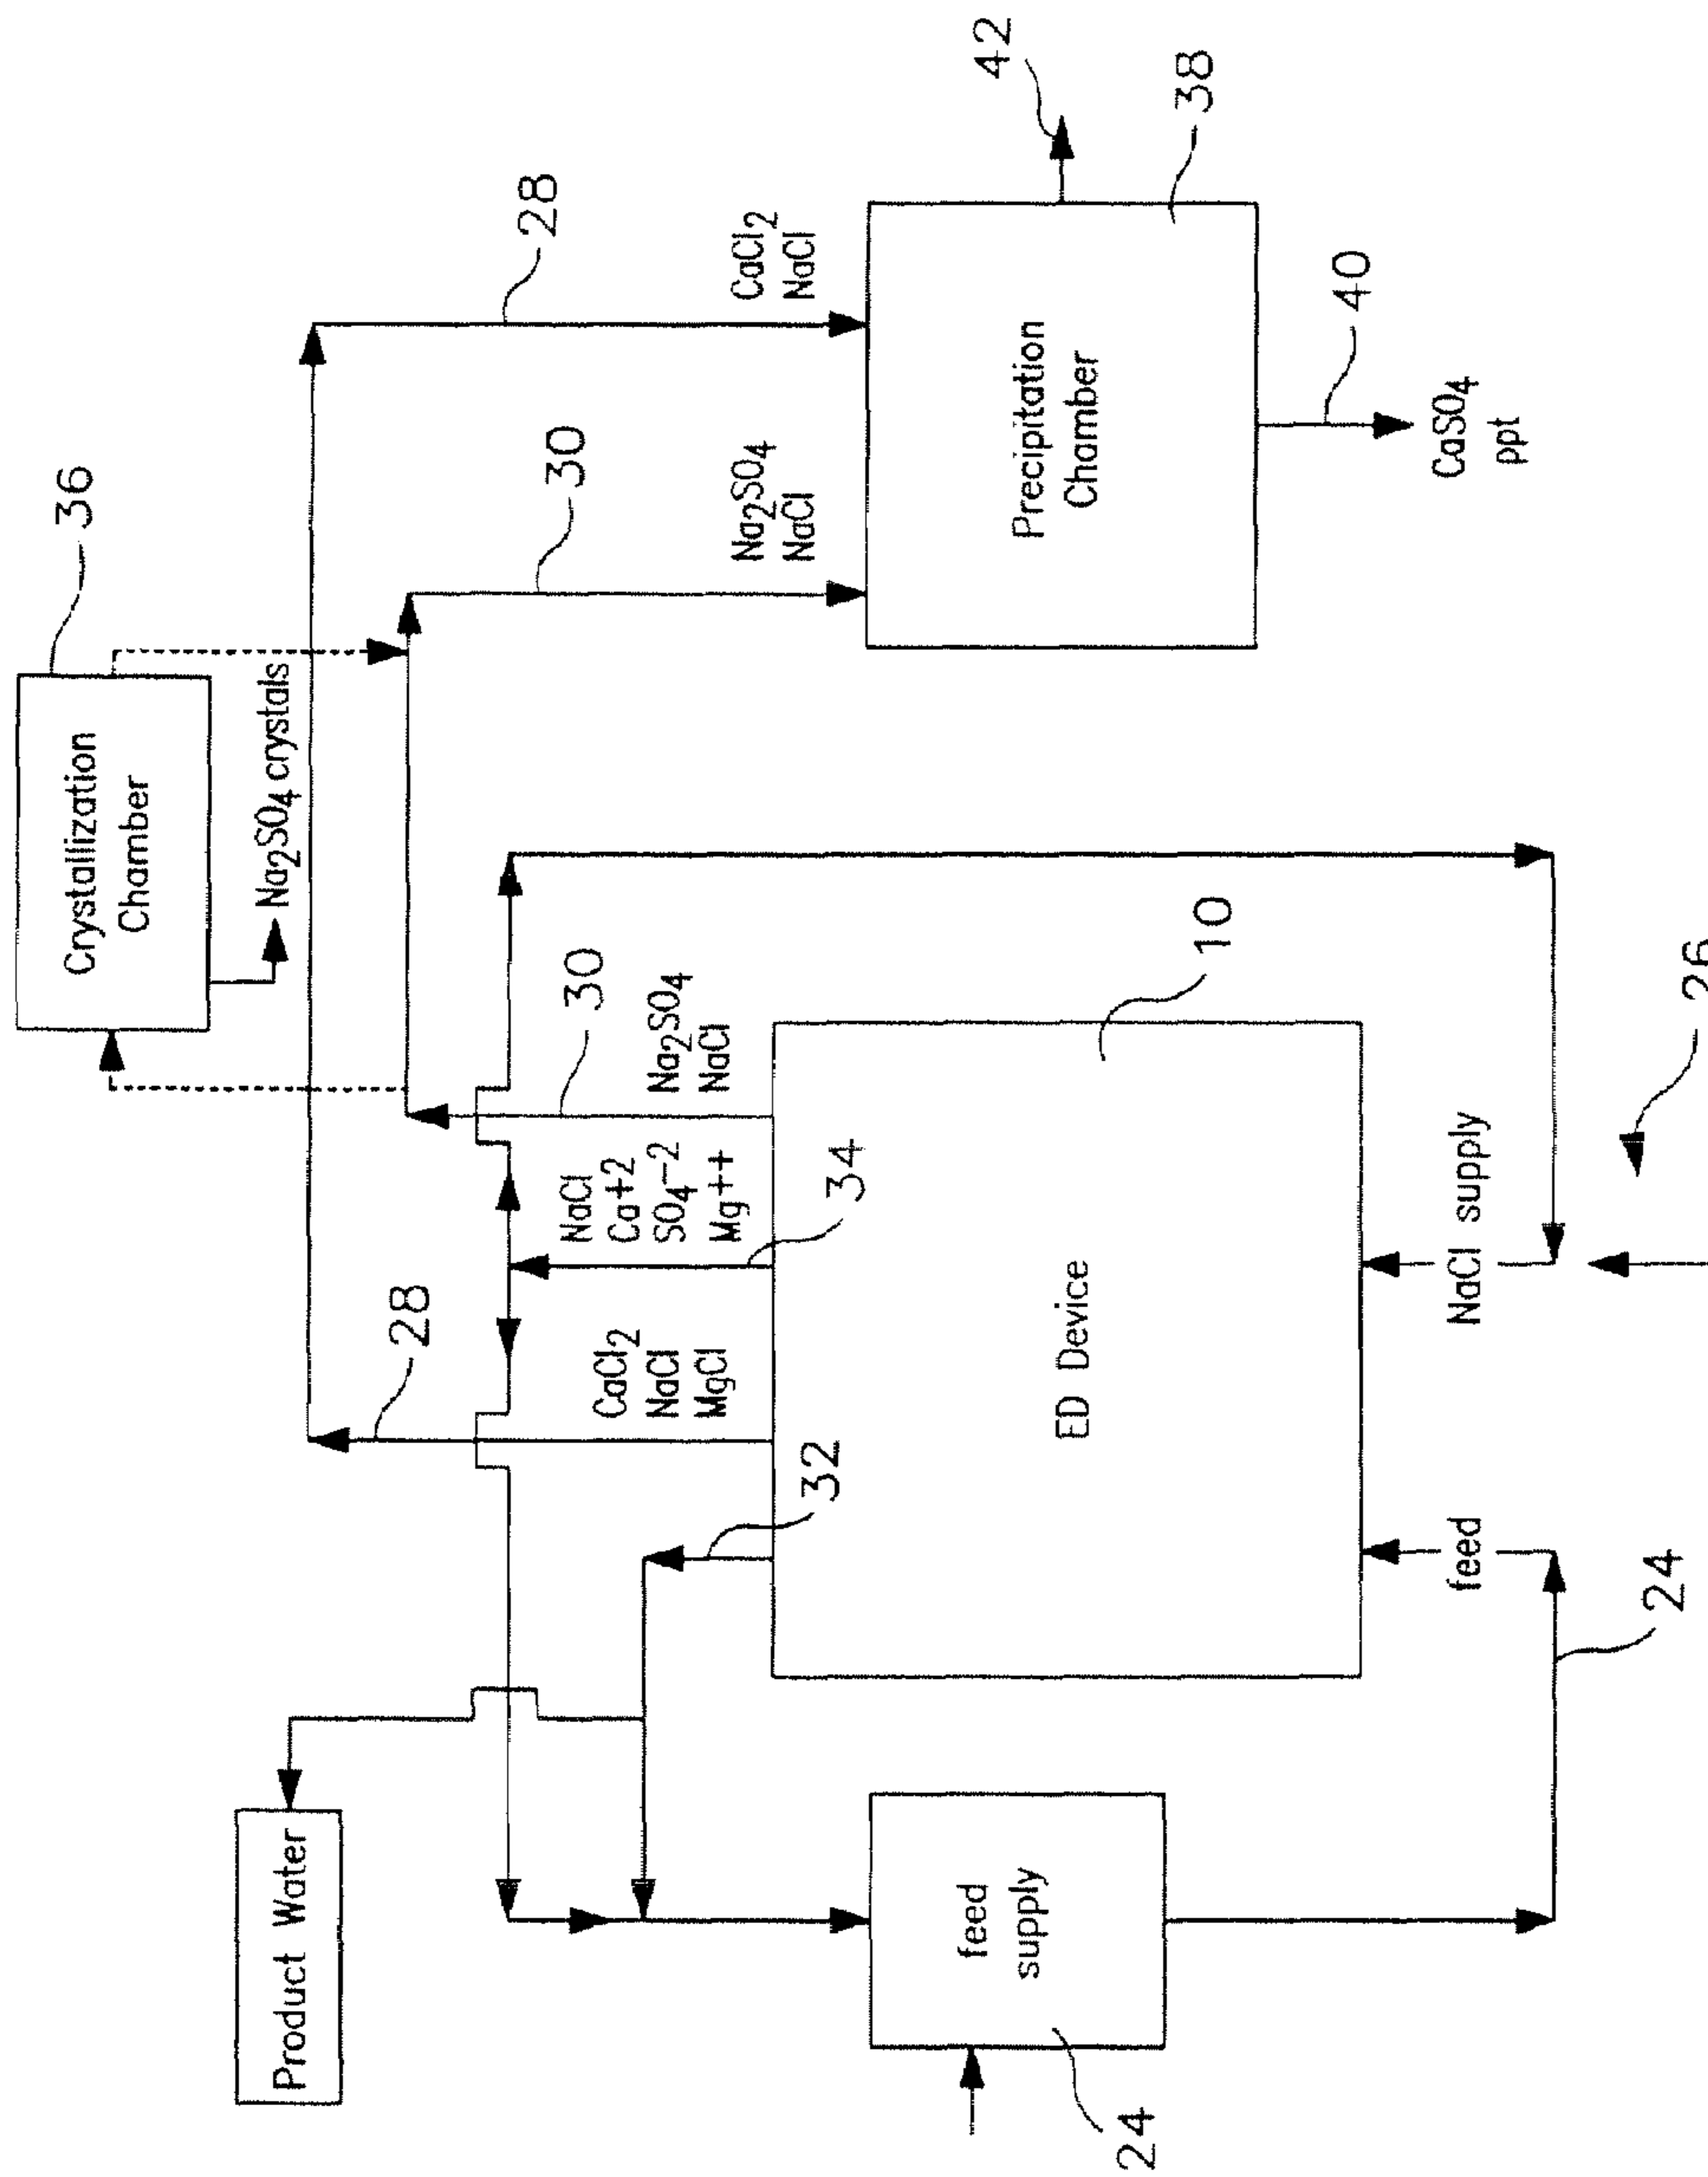 Product Water
feed
supply
24
24
feed
ED Device
10
32
28
CaCl2
NaCl
MgCl
34
NaCl
Ca+2
SO4-2
Mg++
30
Na2SO4
NaCl
NaCl supply
26
Crystallization
Chamber
36
Na2SO4 crystals
30
Na2SO4
NaCl
28
CaCl2
NaCl
Precipitation
Chamber
38
42
40
CaSO4
ppt